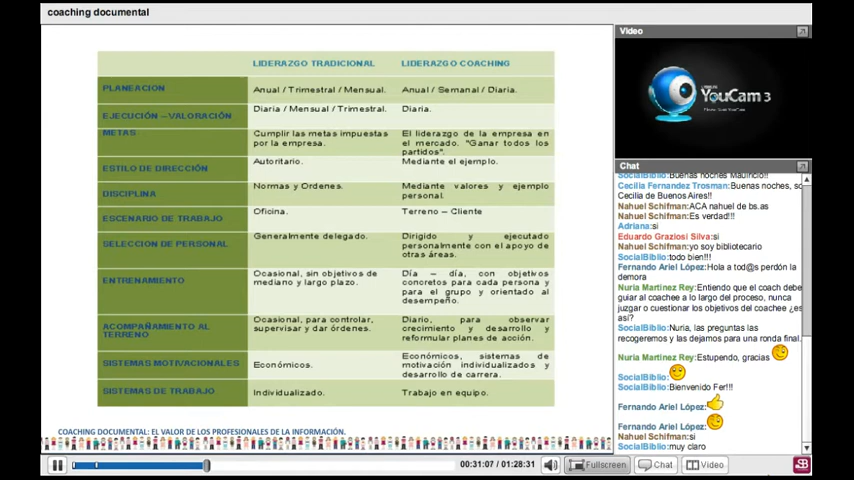 coaching documental
LIDERAZGO TRADICIONAL LIDERAZGO COACHING
PLANEACION Anual / Trimestral / Mensual. Anual / Semanal / Diaria.
EJECUCIÓN – VALORACIÓN Diaria / Mensual / Trimestral. Diaria.
METAS Cumplir las metas impuestas El liderazgo de la empresa en
por la empresa. el mercado. "Ganar todos los
partidos".
ESTILO DE DIRECCIÓN Autoritario. Mediante el ejemplo.
DISCIPLINA Normas y Ordenes. Mediante valores y ejemplo
personal.
ESCENARIO DE TRABAJO Oficina. Terreno – Cliente
SELECCION DE PERSONAL Generalmente delegado. Dirigido y ejecutado
personalmente con el apoyo de
otras áreas.
ENTRENAMIENTO Ocasional, sin objetivos de Día – día, con objetivos
mediano y largo plazo. concretos para cada persona y
para el grupo y orientado al
desempeño.
ACOMPAÑAMIENTO AL Ocasional, para controlar, Diario, para observar
TERRENO supervisar y dar órdenes. crecimiento y desarrollo y
reformular planes de acción.
SISTEMAS MOTIVACIONALES Económicos. Económicos, sistemas de
motivación individualizados y
desarrollo de carrera.
SISTEMAS DE TRABAJO Individualizado. Trabajo en equipo.
COACHING DOCUMENTAL: EL VALOR DE LOS PROFESIONALES DE LA INFORMACIÓN.
00:31:07 / 01:28:31
Fullscreen Chat Video
SB
Video
YouCam 3
Chat
SocialBiblio: Buenas noches Mauricio!!
Cecilia Fernandez Trosman: Buenas noches, so
Cecilia de Buenos Aires!!
Nahuel Schifman: ACA nahuel de bs.as
Nahuel Schifman: Es verdad!!!
Adriana: si
Eduardo Graziosi Silva: si
Nahuel Schifman: yo soy bibliotecario
SocialBiblio: todo bien!!!
Fernando Ariel López: Hola a tod@s perdón la
demora
Nuria Martinez Rey: Entiendo que el coach debe
guiar al coachee a lo largo del proceso, nunca
juzgar o cuestionar los objetivos del coachee ¿es
así?
SocialBiblio: Nuria, las preguntas las
recogeremos y las dejamos para una ronda final.
Nuria Martinez Rey: Estupendo, gracias
SocialBiblio:
SocialBiblio: Bienvenido Fer!!!
Fernando Ariel López:
Fernando Ariel López:
Nahuel Schifman: si
SocialBiblio: muy claro